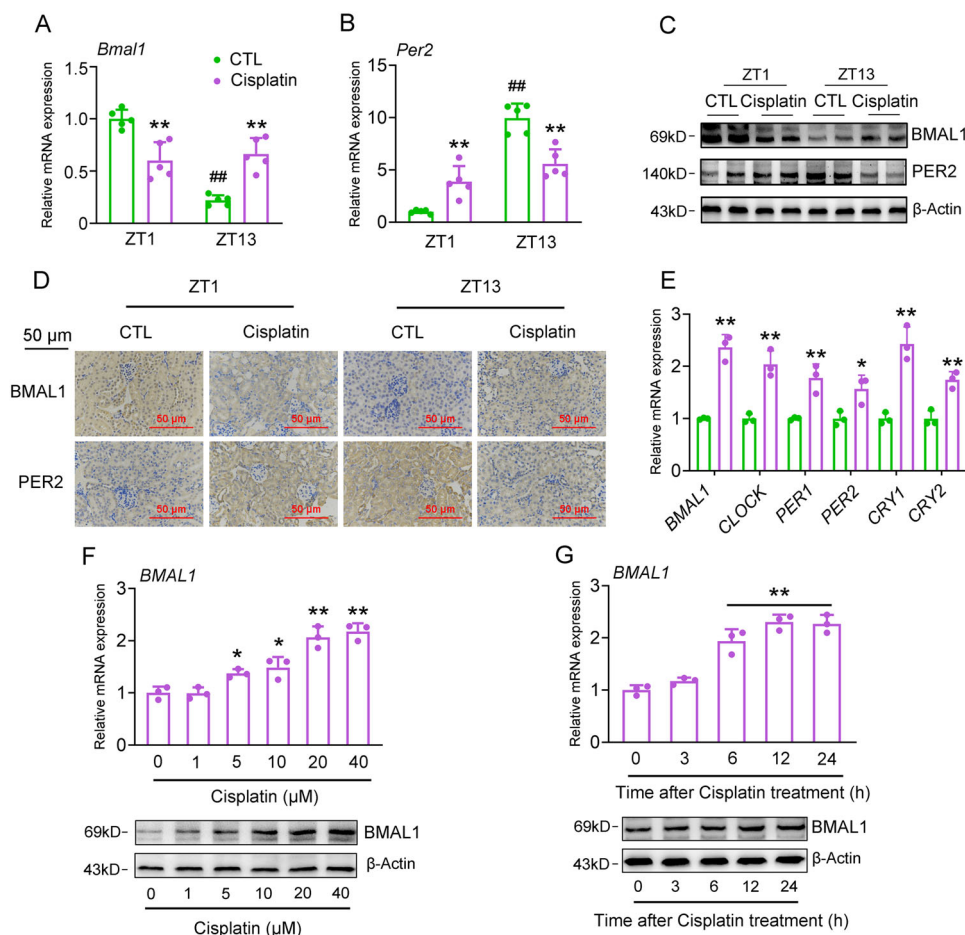 A
Bmal1
CTL
Cisplatin
Relative mRNA expression
1.5
1.0
0.5
0
**
##
**
ZT1
ZT13
B
Per2
Relative mRNA expression
15
10
5
0
**
##
**
ZT1
ZT13
C
ZT1
ZT13
CTL Cisplatin CTL Cisplatin
69kD
BMAL1
140kD
PER2
43kD
β-Actin
D
ZT1
ZT13
50 µm
CTL
Cisplatin
CTL
Cisplatin
BMAL1
50 µm
50 µm
50 µm
50 µm
PER2
50 µm
50 µm
50 µm
50 µm
E
Relative mRNA expression
3
2
1
0
**
**
**
*
**
**
BMAL1
CLOCK
PER1
PER2
CRY1
CRY2
F
BMAL1
Relative mRNA expression
3
2
1
0
*
*
**
**
0 1 5 10 20 40
Cisplatin (µM)
69kD
BMAL1
43kD
β-Actin
0 1 5 10 20 40
Cisplatin (µM)
G
BMAL1
Relative mRNA expression
3
2
1
0
**
0 3 6 12 24
Time after Cisplatin treatment (h)
69kD
BMAL1
43kD
β-Actin
0 3 6 12 24
Time after Cisplatin treatment (h)